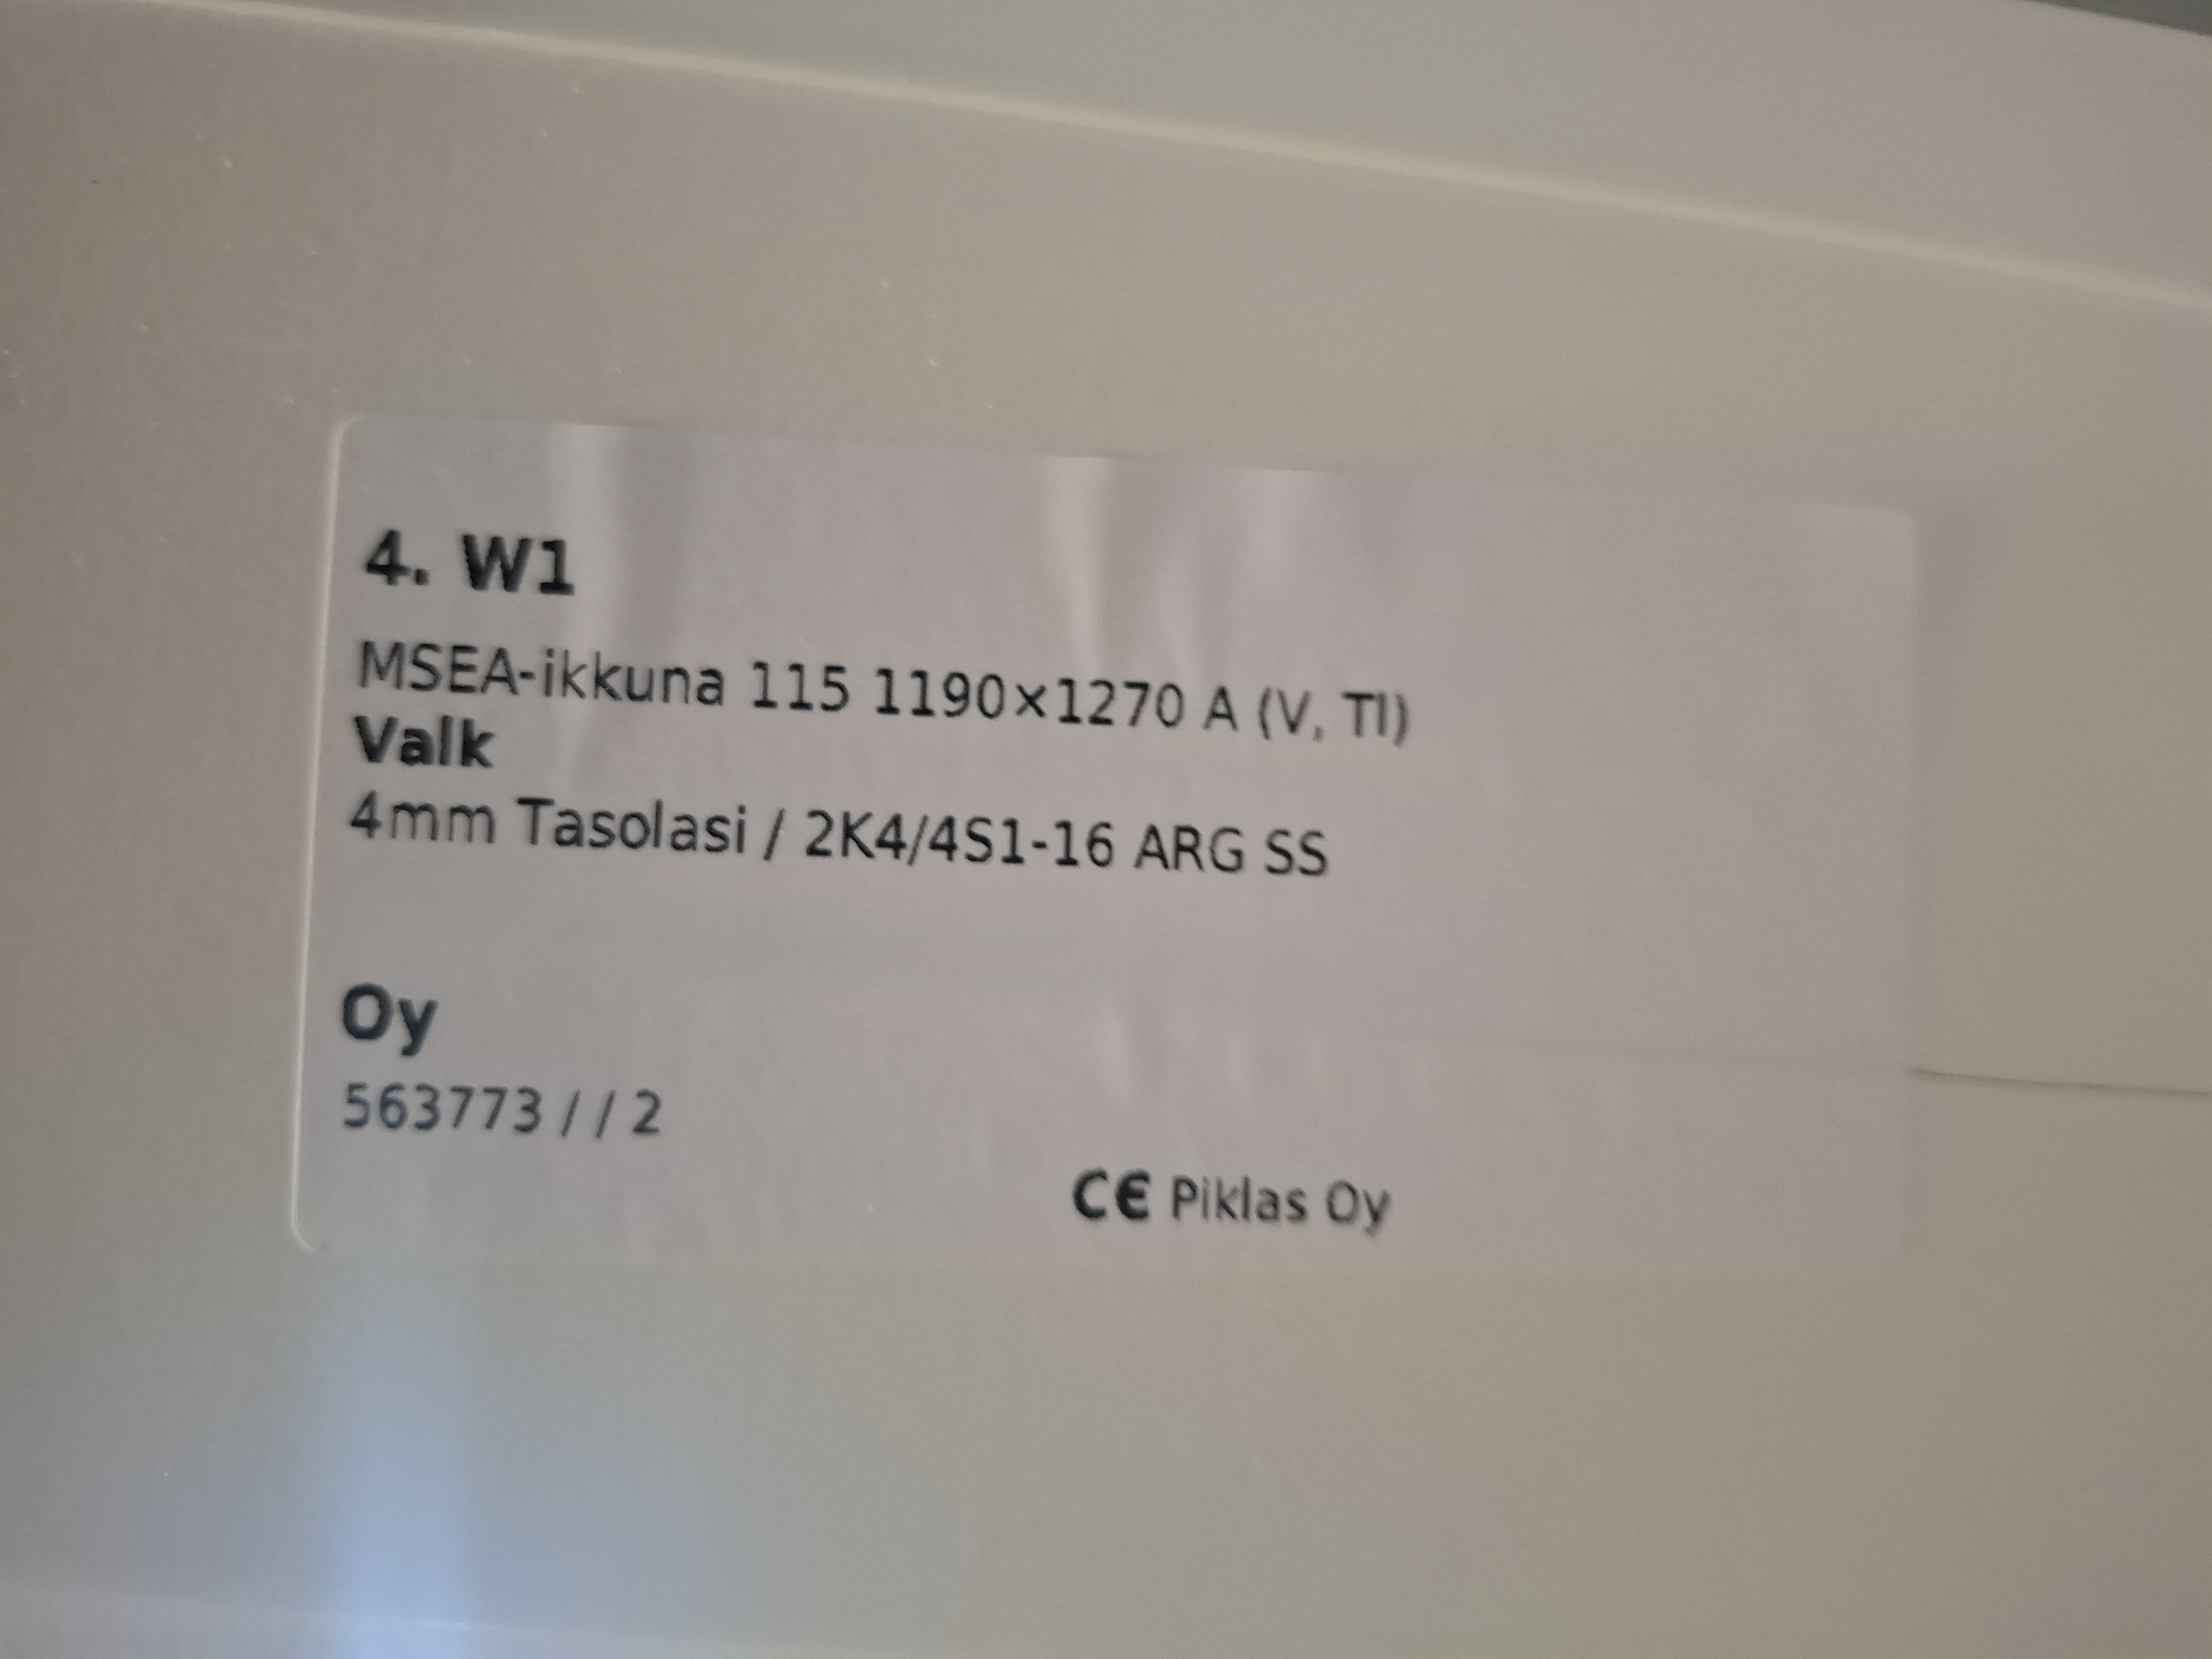 4. W1
MSEA-ikkuna 115 1190×1270 A (V, TI)
Valk
4mm Tasolasi / 2K4/4S1-16 ARG SS
Oy
563773 / / 2
CE Piklas Oy